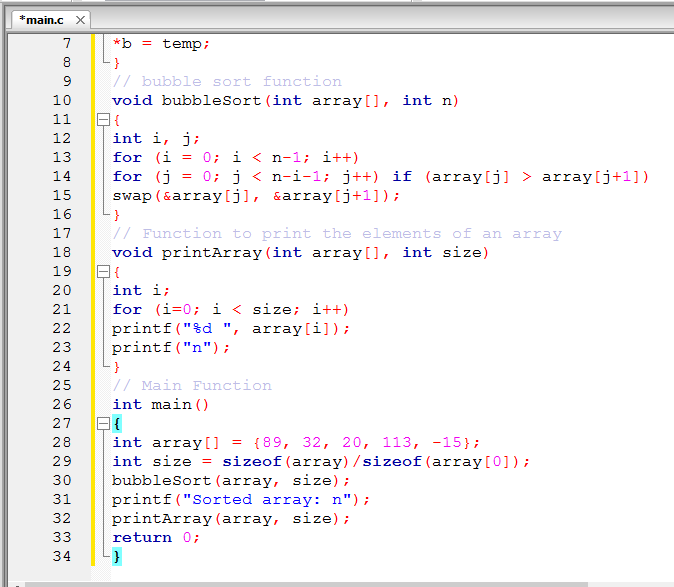 *main.c
7 *b = temp;
8 }
9 // bubble sort function
10 void bubbleSort(int array[], int n)
11 {
12 int i, j;
13 for (i = 0; i < n-1; i++)
14 for (j = 0; j < n-i-1; j++) if (array[j] > array[j+1])
15 swap(&array[j], &array[j+1]);
16 }
17 // Function to print the elements of an array
18 void printArray(int array[], int size)
19 {
20 int i;
21 for (i=0; i < size; i++)
22 printf("%d ", array[i]);
23 printf("n");
24 }
25 // Main Function
26 int main()
27 {
28 int array[] = {89, 32, 20, 113, -15};
29 int size = sizeof(array)/sizeof(array[0]);
30 bubbleSort(array, size);
31 printf("Sorted array: n");
32 printArray(array, size);
33 return 0;
34 }